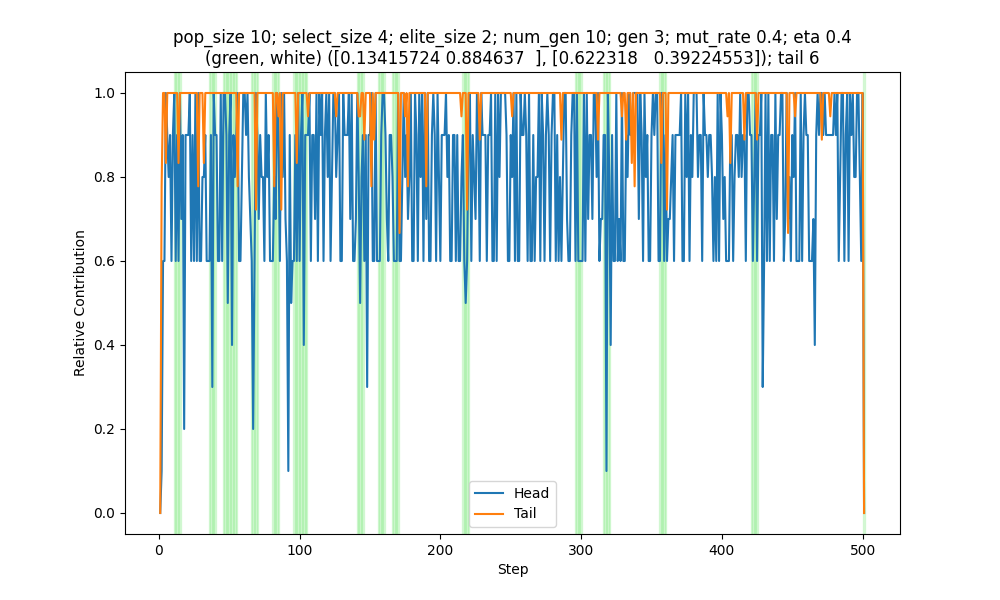 pop_size 10; select_size 4; elite_size 2; num_gen 10; gen 3; mut_rate 0.4; eta 0.4
(green, white) ([0.13415724 0.884637  ], [0.622318   0.39224553]); tail 6
1.0
0.8
0.6
0.4
0.2
0.0
Relative Contribution
Head
Tail
0 100 200 300 400 500
Step